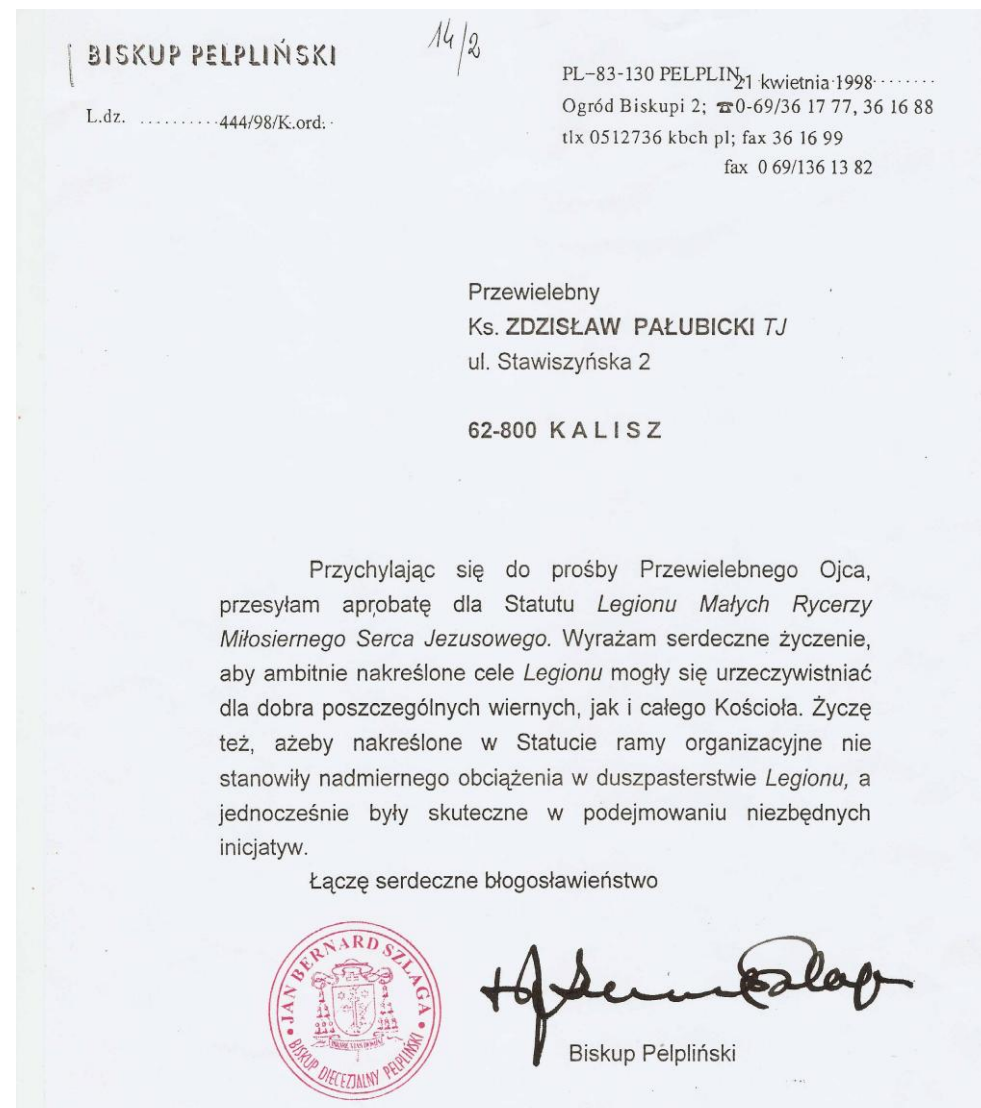 BISKUP PELPLIŃSKI
14/2
L.dz. ..........444/98/K.ord. .
PL-83-130 PELPLIN, 21 kwietnia 1998
Ogród Biskupi 2; ☎0-69/36 17 77, 36 16 88
tlx 0512736 kbch pl; fax 36 16 99
fax 0 69/136 13 82
Przewielebny
Ks. ZDZISŁAW PAŁUBICKI TJ
ul. Stawiszyńska 2
62-800 K A L I S Z
Przychylając się do prośby Przewielebnego Ojca,
przesyłam aprobatę dla Statutu Legionu Małych Rycerzy
Miłosiernego Serca Jezusowego. Wyrażam serdeczne życzenie,
aby ambitnie nakreślone cele Legionu mogły się urzeczywistniać
dla dobra poszczególnych wiernych, jak i całego Kościoła. Życzę
też, ażeby nakreślone w Statucie ramy organizacyjne nie
stanowiły nadmiernego obciążenia w duszpasterstwie Legionu, a
jednocześnie były skuteczne w podejmowaniu niezbędnych
inicjatyw.
Łączę serdeczne błogosławieństwo
• JAN BERNARD SZLAGA •
BISKUP DIECEZJALNY PELPLIŃSKI
Biskup Pelpliński